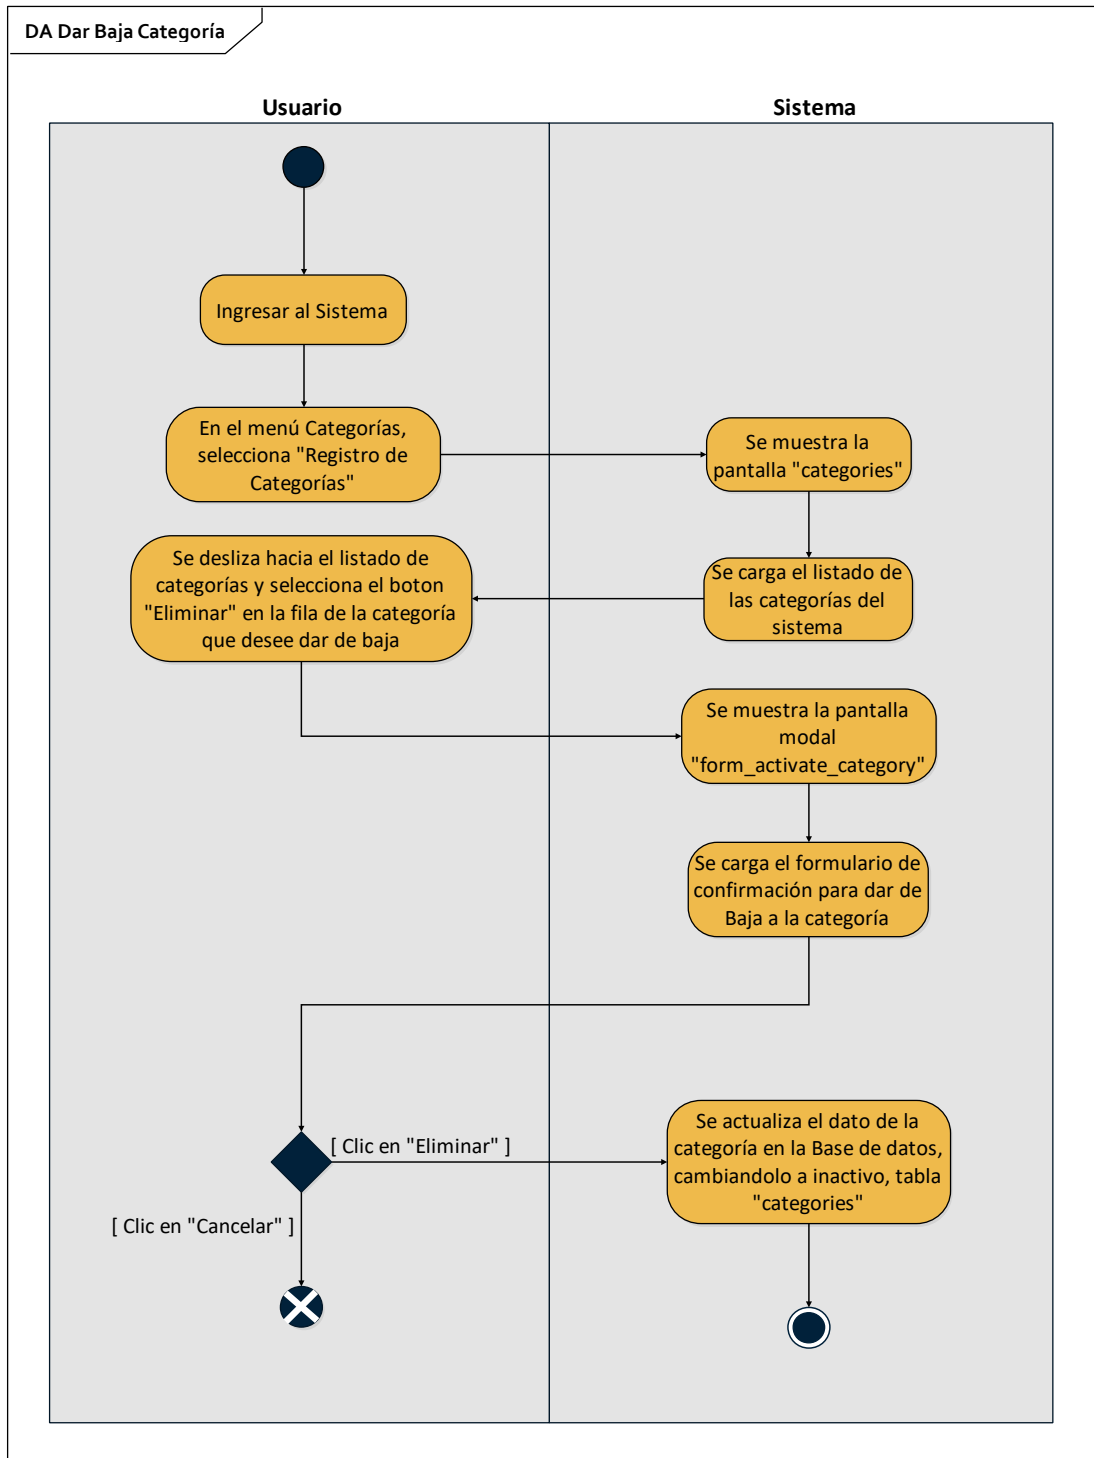 DA Dar Baja Categoría
Usuario
Sistema
Ingresar al Sistema
En el menú Categorías,
selecciona "Registro de
Categorías"
Se muestra la
pantalla "categories"
Se carga el listado de
las categorías del
sistema
Se desliza hacia el listado de
categorías y selecciona el boton
"Eliminar" en la fila de la categoría
que desee dar de baja
Se muestra la pantalla
modal
"form_activate_category"
Se carga el formulario de
confirmación para dar de
Baja a la categoría
[ Clic en "Eliminar" ]
Se actualiza el dato de la
categoría en la Base de datos,
cambiandolo a inactivo, tabla
"categories"
[ Clic en "Cancelar" ]